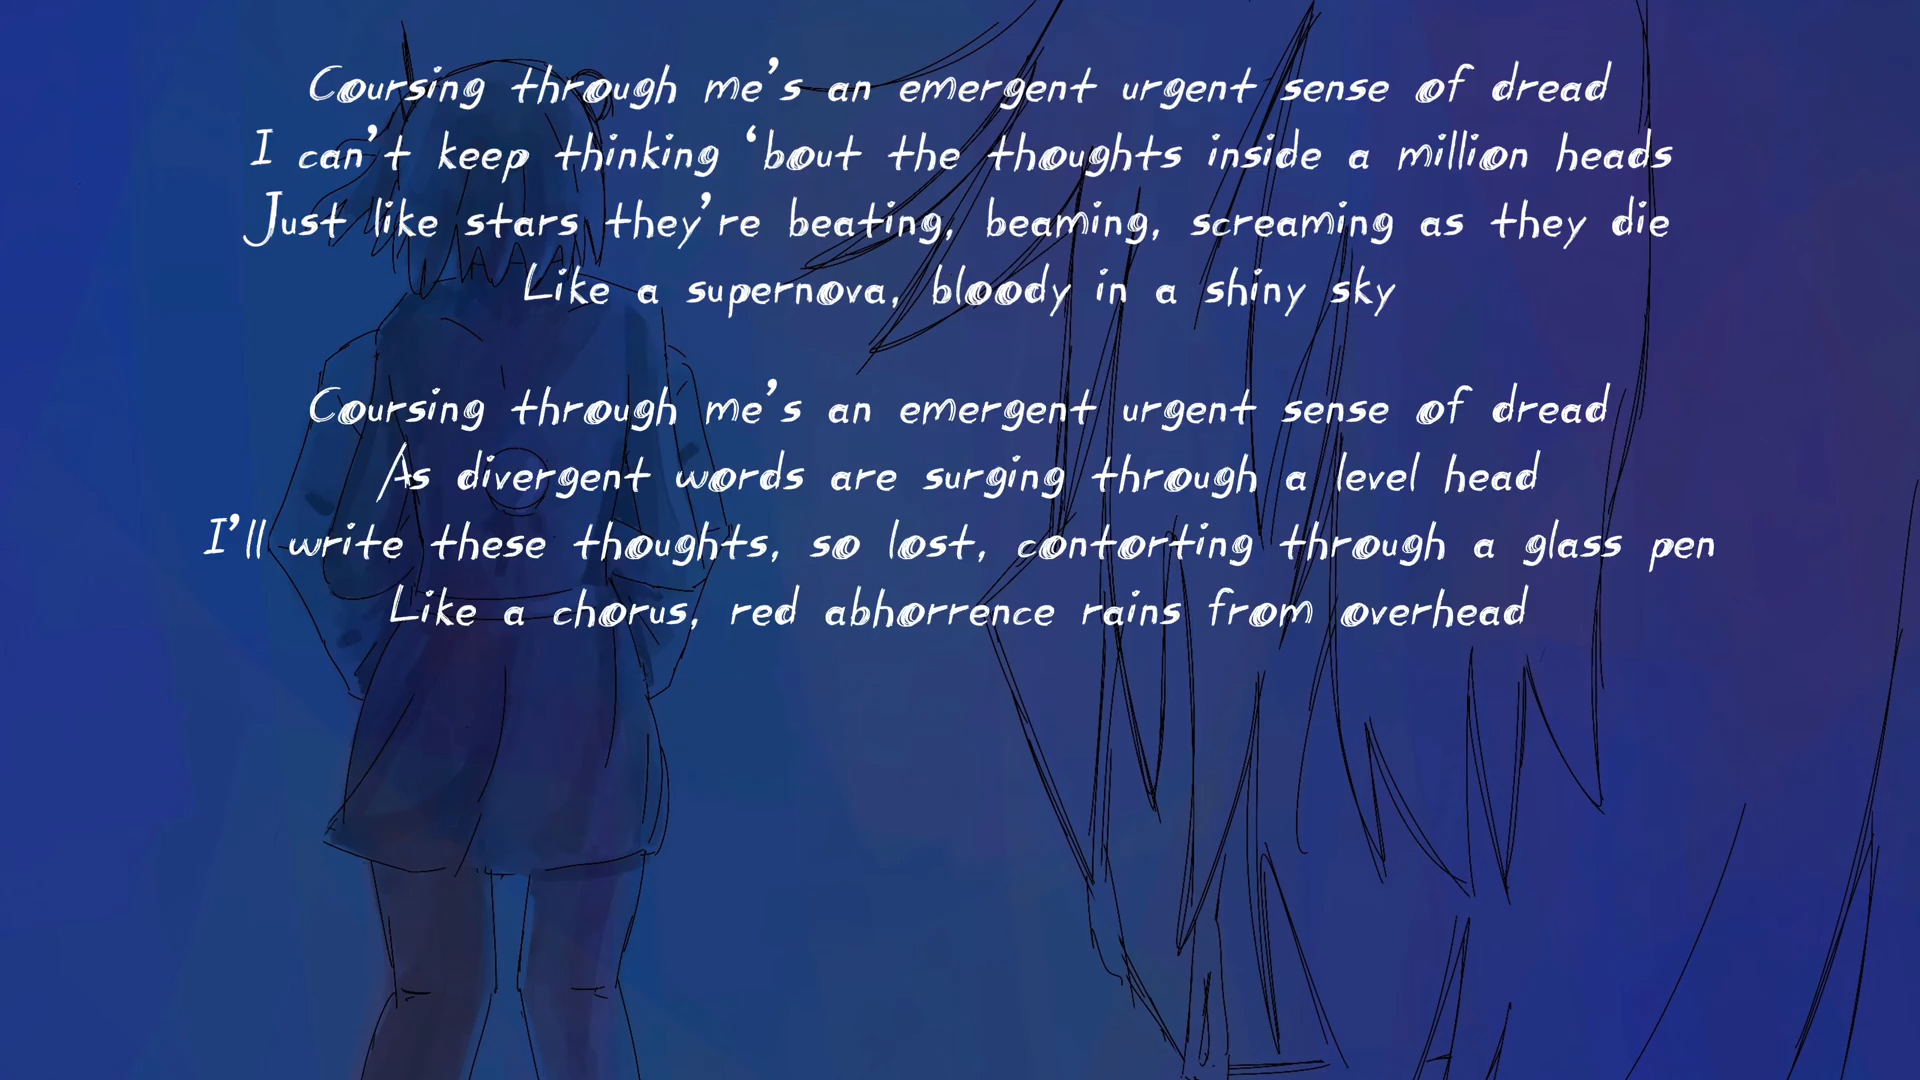 Coursing through me's an emergent urgent sense of dread
I can't keep thinking ‘bout the thoughts inside a million heads
Just like stars they're beating, beaming, screaming as they die
Like a supernova, bloody in a shiny sky
Coursing through me's an emergent urgent sense of dread
As divergent words are surging through a level head
I'll write these thoughts, so lost, contorting through a glass pen
Like a chorus, red abhorrence rains from overhead